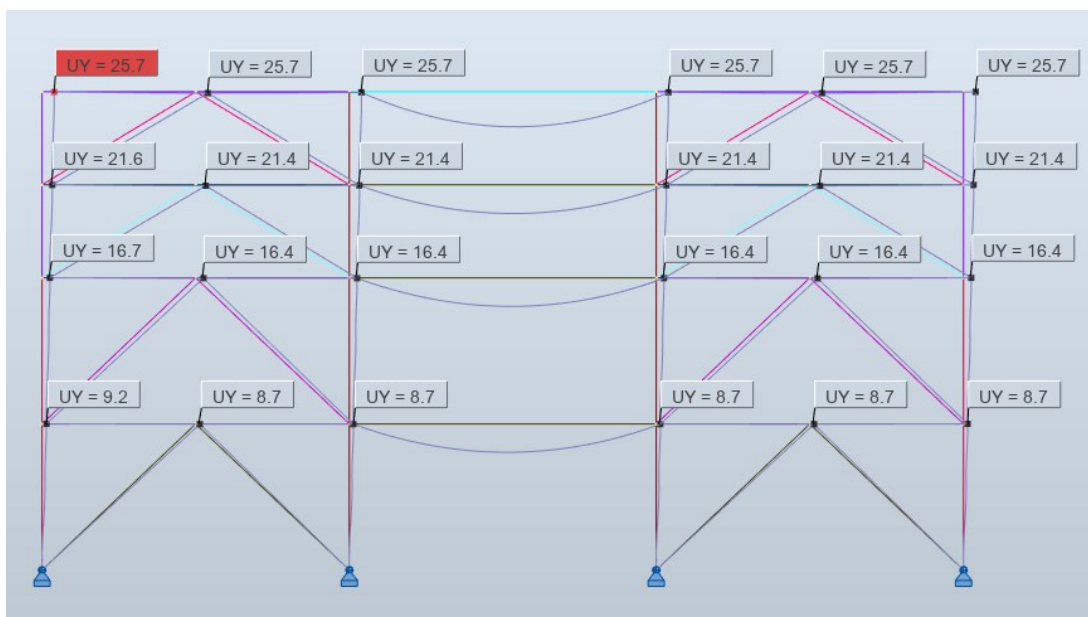 UY = 25.7
UY = 25.7
UY = 25.7
UY = 25.7
UY = 25.7
UY = 25.7
UY = 21.6
UY = 21.4
UY = 21.4
UY = 21.4
UY = 21.4
UY = 21.4
UY = 16.7
UY = 16.4
UY = 16.4
UY = 16.4
UY = 16.4
UY = 16.4
UY = 9.2
UY = 8.7
UY = 8.7
UY = 8.7
UY = 8.7
UY = 8.7